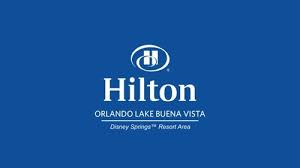 H
Hilton
ORLANDO LAKE BUENA VISTA
Disney Springs™ Resort Area